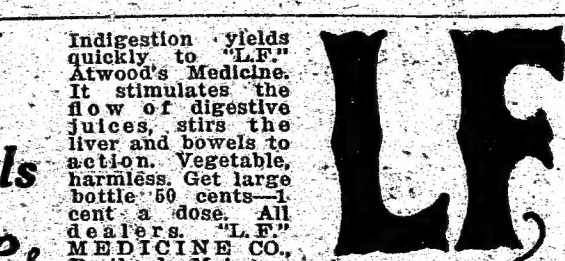 Indigestion yields
quickly to "L.F."
Atwood's Medicine.
It stimulates the
flow of digestive
juices, stirs the
liver and bowels to
action. Vegetable,
harmless. Get large
bottle 50 cents—1
cent a dose. All
dealers. "L.F."
MEDICINE CO.,
ls
LF